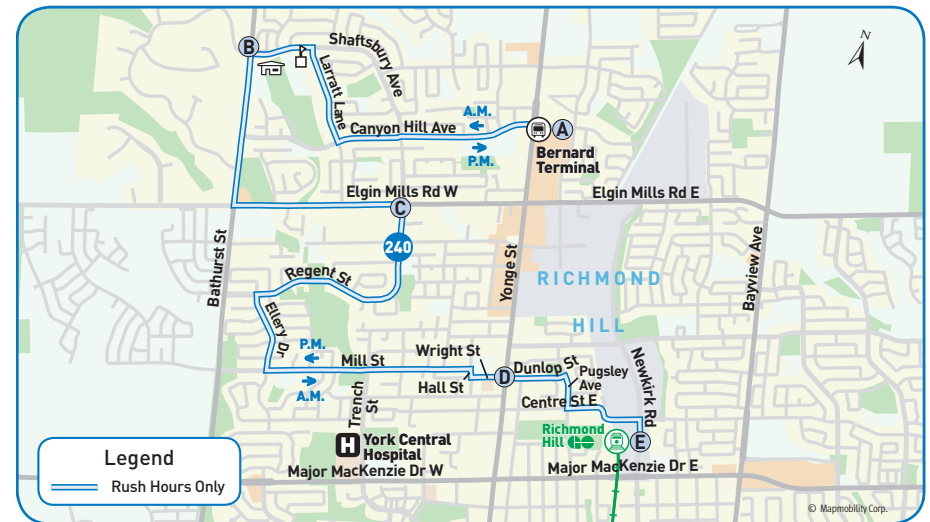 N
B
Shaftsbury Ave
Larratt Lane
A.M.
Canyon Hill Ave
P.M.
A
Bernard
Terminal
Elgin Mills Rd W
Elgin Mills Rd E
C
240
Bathurst St
Yonge St
Bayview Ave
RICHMOND
HILL
Regent St
Ellery Dr
P.M.
Mill St
A.M.
Wright St
Hall St
D
Dunlop St
Pugsley
Ave
Centre St E
Newkirk Rd
Trench
St
H
York Central
Hospital
Richmond
Hill GO
E
Major MacKenzie Dr W
Major MacKenzie Dr E
Legend
Rush Hours Only
© Mapmobility Corp.